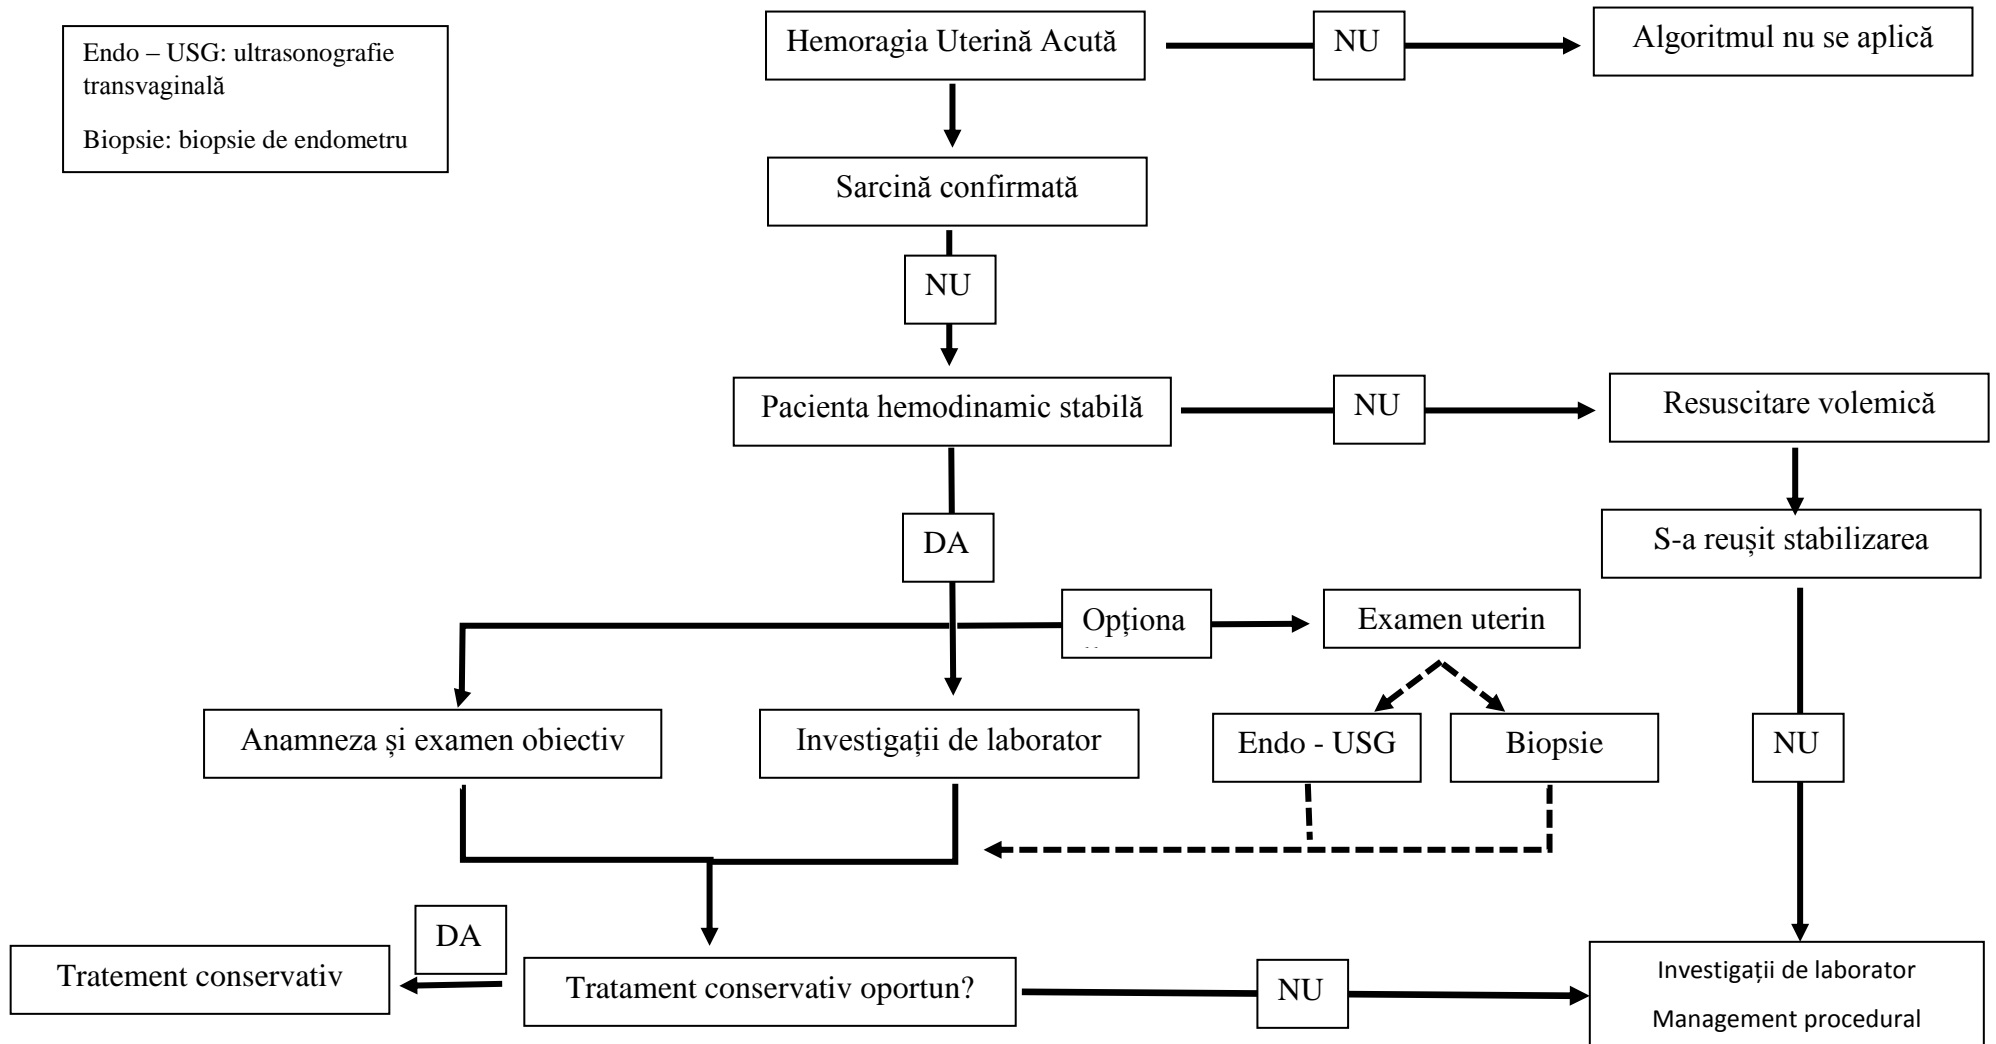 Endo – USG: ultrasonografie
transvaginală
Biopsie: biopsie de endometru
Hemoragia Uterină Acută
NU
Algoritmul nu se aplică
Sarcină confirmată
NU
Pacienta hemodinamic stabilă
NU
Resuscitare volemică
DA
S-a reușit stabilizarea
Opționa
Examen uterin
Anamneza și examen obiectiv
Investigații de laborator
Endo - USG
Biopsie
NU
DA
Tratement conservativ
Tratament conservativ oportun?
NU
Investigații de laborator
Management procedural